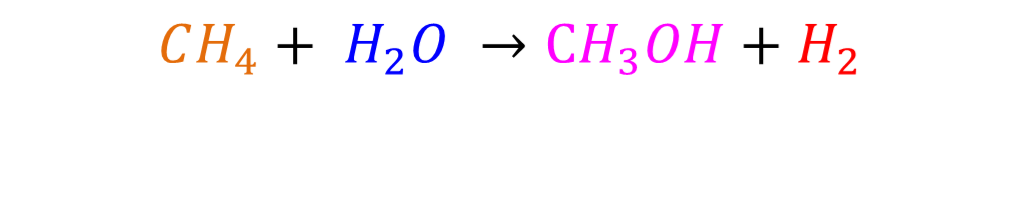 CH₄ + H₂O → CH₃OH + H₂